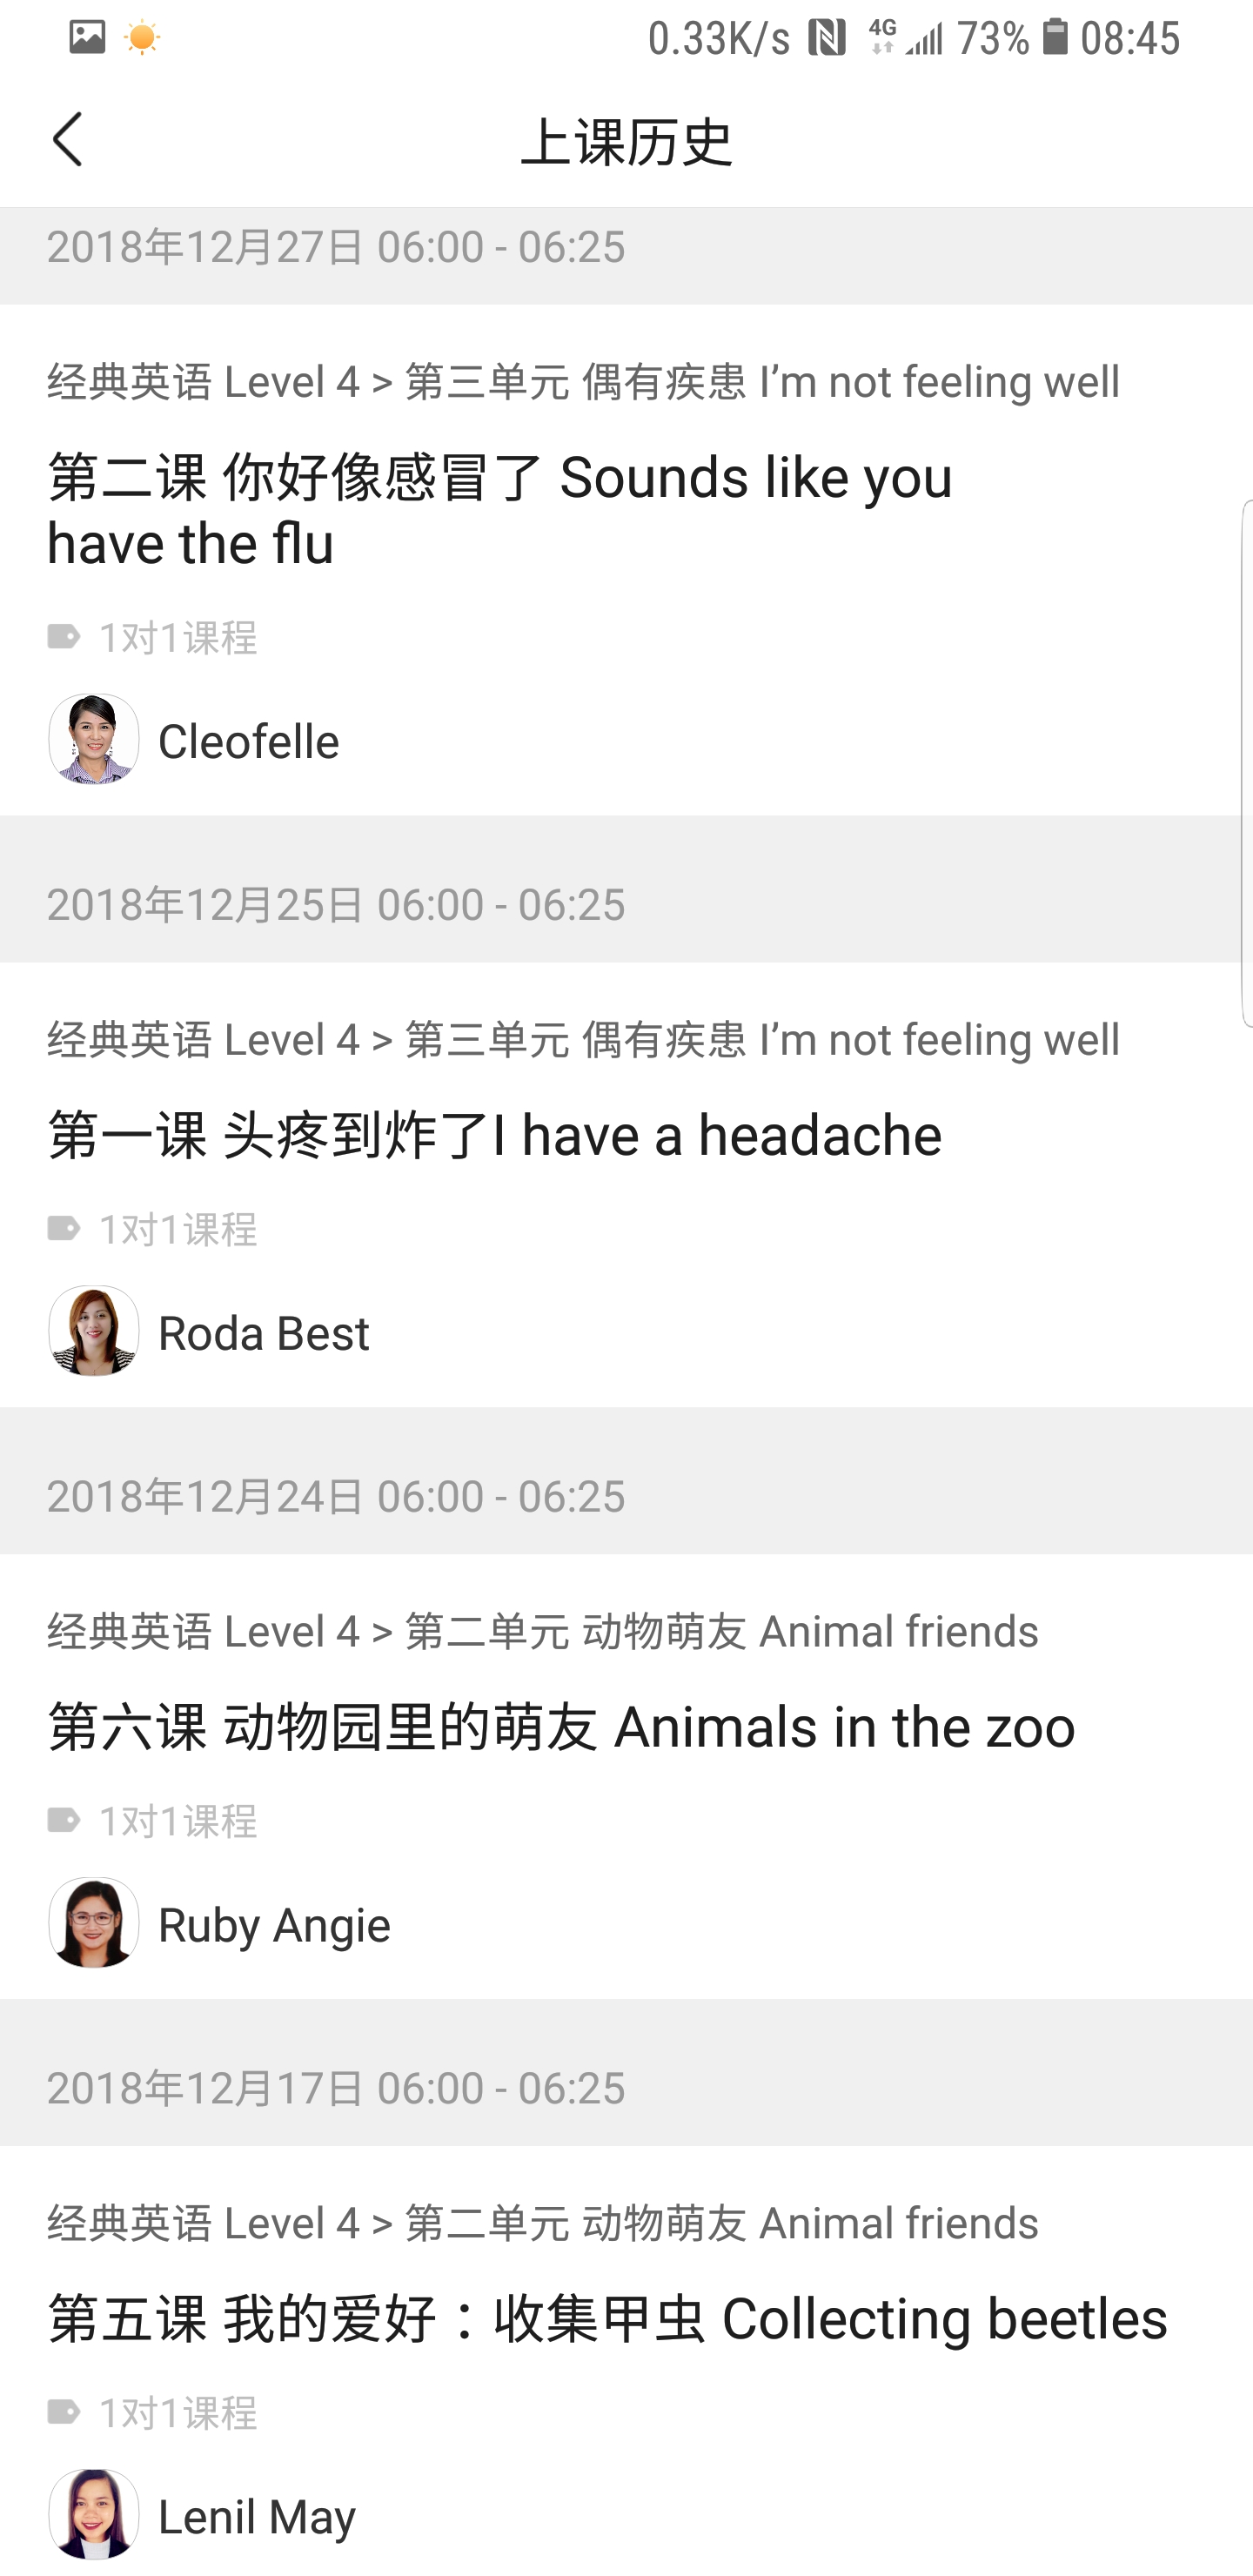 0.33K/s 4G 73% 08:45
上课历史
2018年12月27日 06:00 - 06:25
经典英语 Level 4 > 第三单元 偶有疾患 I’m not feeling well
第二课 你好像感冒了 Sounds like you
have the flu
1对1课程
Cleofelle
2018年12月25日 06:00 - 06:25
经典英语 Level 4 > 第三单元 偶有疾患 I’m not feeling well
第一课 头疼到炸了I have a headache
1对1课程
Roda Best
2018年12月24日 06:00 - 06:25
经典英语 Level 4 > 第二单元 动物萌友 Animal friends
第六课 动物园里的萌友 Animals in the zoo
1对1课程
Ruby Angie
2018年12月17日 06:00 - 06:25
经典英语 Level 4 > 第二单元 动物萌友 Animal friends
第五课 我的爱好：收集甲虫 Collecting beetles
1对1课程
Lenil May